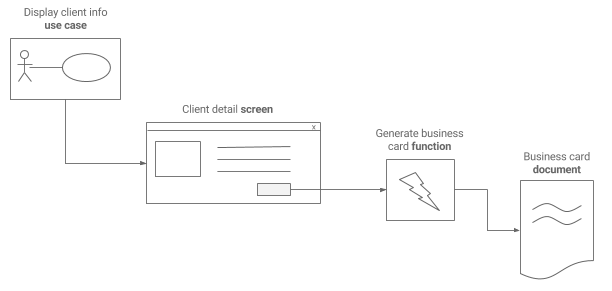 Display client info
use case
Client detail screen
x
Generate business
card function
Business card
document